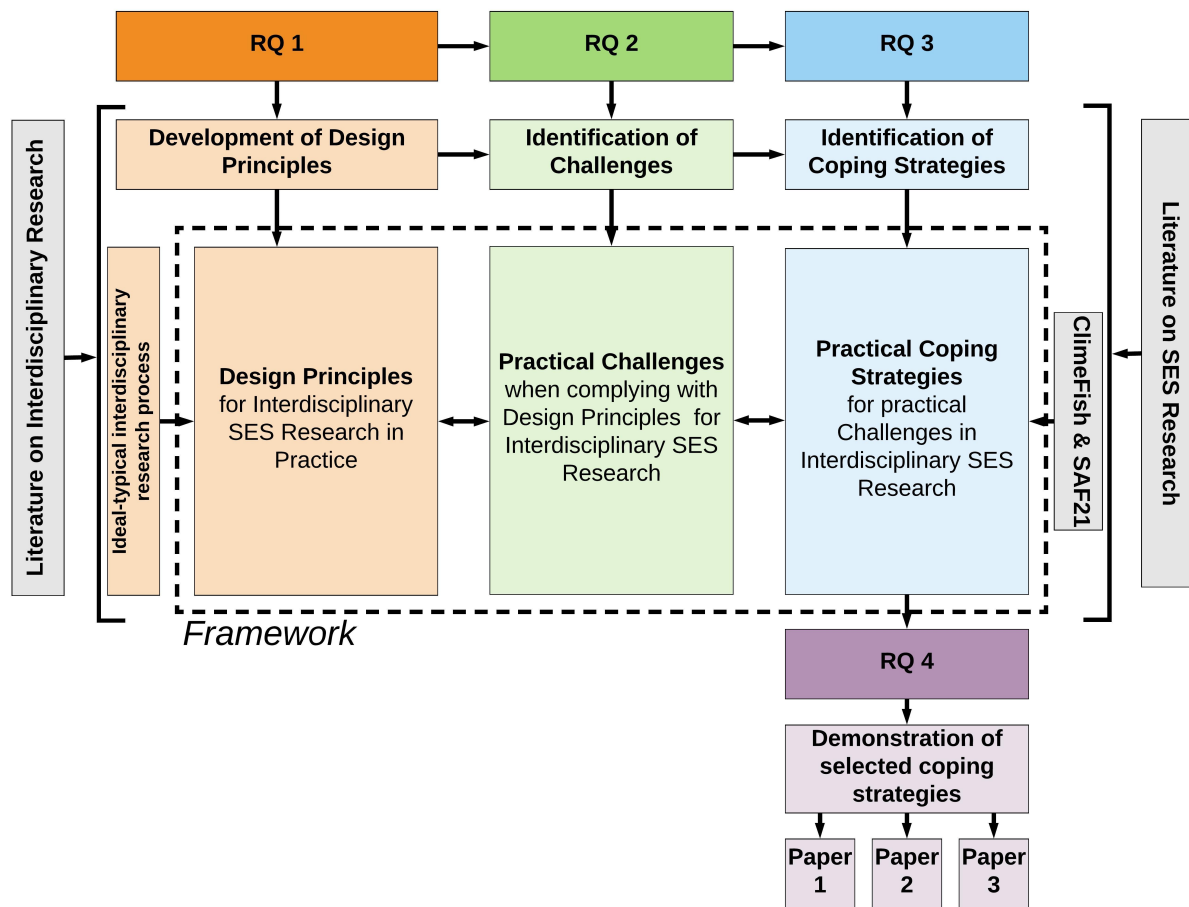 RQ 1
RQ 2
RQ 3
Development of Design
Principles
Identification of
Challenges
Identification of
Coping Strategies
Literature on Interdisciplinary Research
Ideal-typical interdisciplinary
research process
Design Principles
for Interdisciplinary
SES Research in
Practice
Practical Challenges
when complying with
Design Principles for
Interdisciplinary SES
Research
Practical Coping
Strategies
for practical
Challenges in
Interdisciplinary SES
Research
ClimeFish & SAF21
Literature on SES Research
Framework
RQ 4
Demonstration of
selected coping
strategies
Paper
1
Paper
2
Paper
3